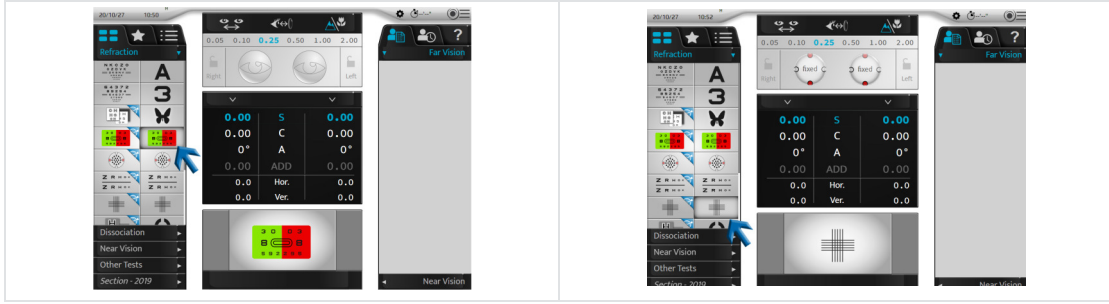 20/10/27 10:50
0.05 0.10 0.25 0.50 1.00 2.00
Refraction
Far Vision
Right
Left
A
3
0.00 S 0.00
0.00 C 0.00
0° A 0°
0.00 ADD 0.00
0.0 Hor. 0.0
0.0 Ver. 0.0
Dissociation
Near Vision
Other Tests
Section - 2019
Near Vision
20/10/27 10:52
?
0.05 0.10 0.25 0.50 1.00 2.00
Refraction
Far Vision
Right
fixed
fixed
Left
A
3
0.00 S 0.00
0.00 C 0.00
0° A 0°
0.00 ADD 0.00
0.0 Hor. 0.0
0.0 Ver. 0.0
Dissociation
Near Vision
Other Tests
Section - 2019
Near Vision